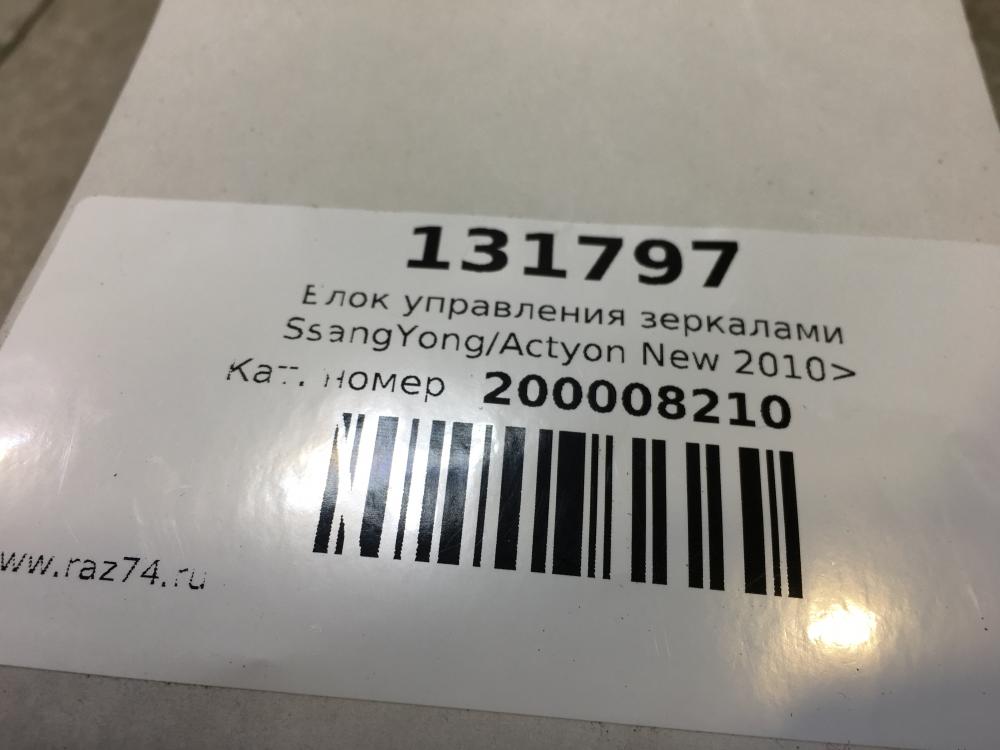 131797
Блок управления зеркалами
SsangYong/Actyon New 2010>
Кат. номер 200008210
www.raz74.ru